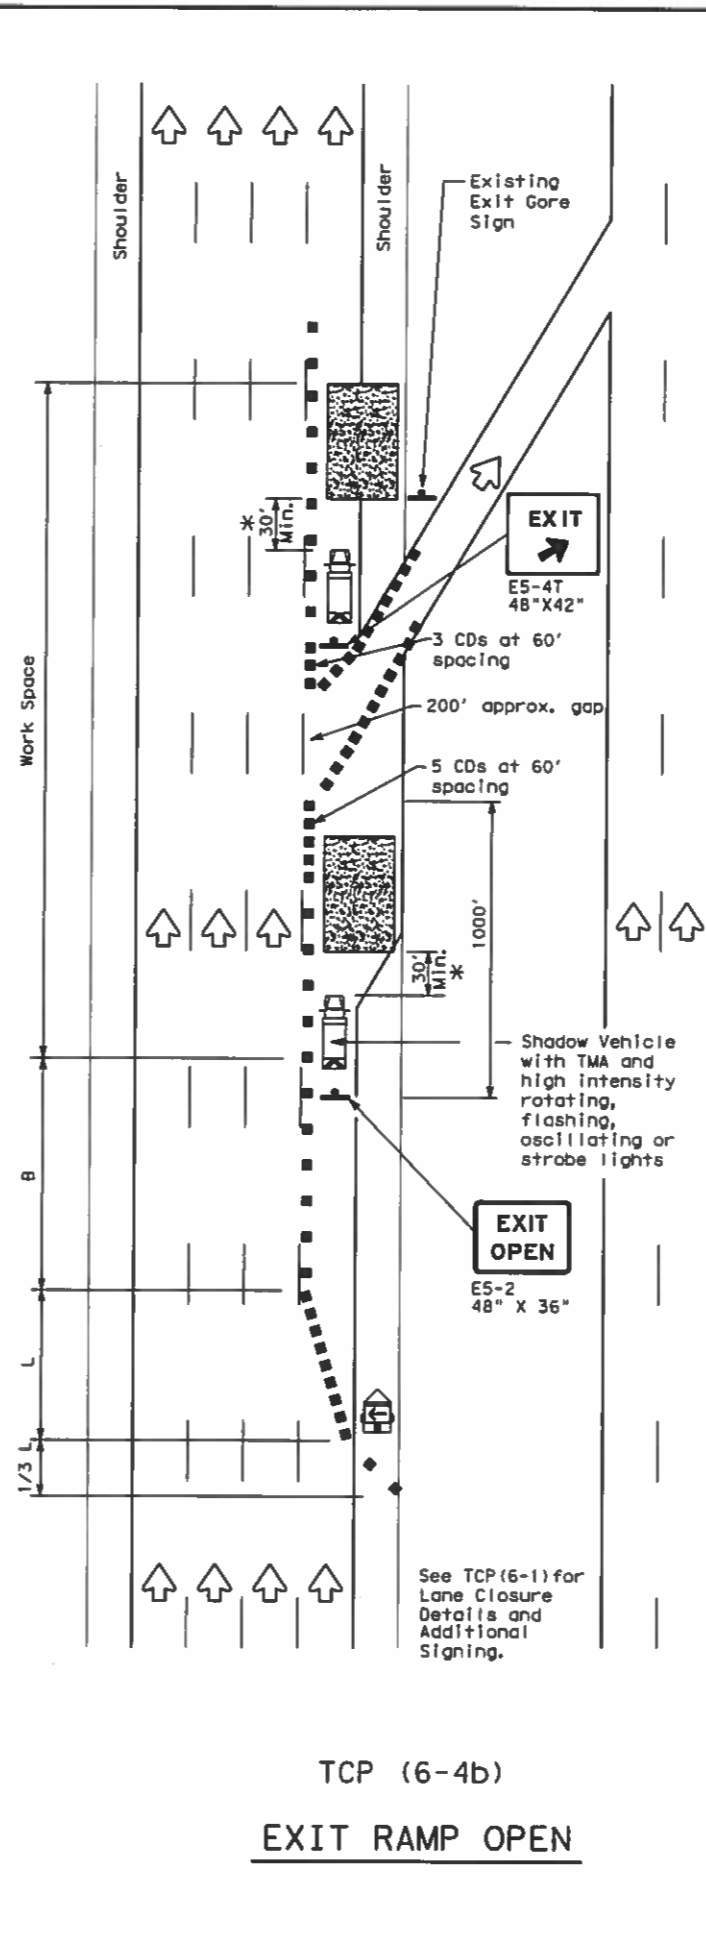 Shoulder
Shoulder
Existing
Exit Gore
Sign
*
30'
Min.
EXIT
E5-4T
48"X42"
3 CDs at 60'
spacing
Work Space
200' approx. gap
5 CDs at 60'
spacing
1000'
30'
Min.
*
Shadow Vehicle
with TMA and
high intensity
rotating,
flashing,
oscillating or
strobe lights
B
EXIT
OPEN
E5-2
48" X 36"
L
1/3 L
See TCP(6-1)for
Lane Closure
Details and
Additional
Signing.
TCP (6-4b)
EXIT RAMP OPEN